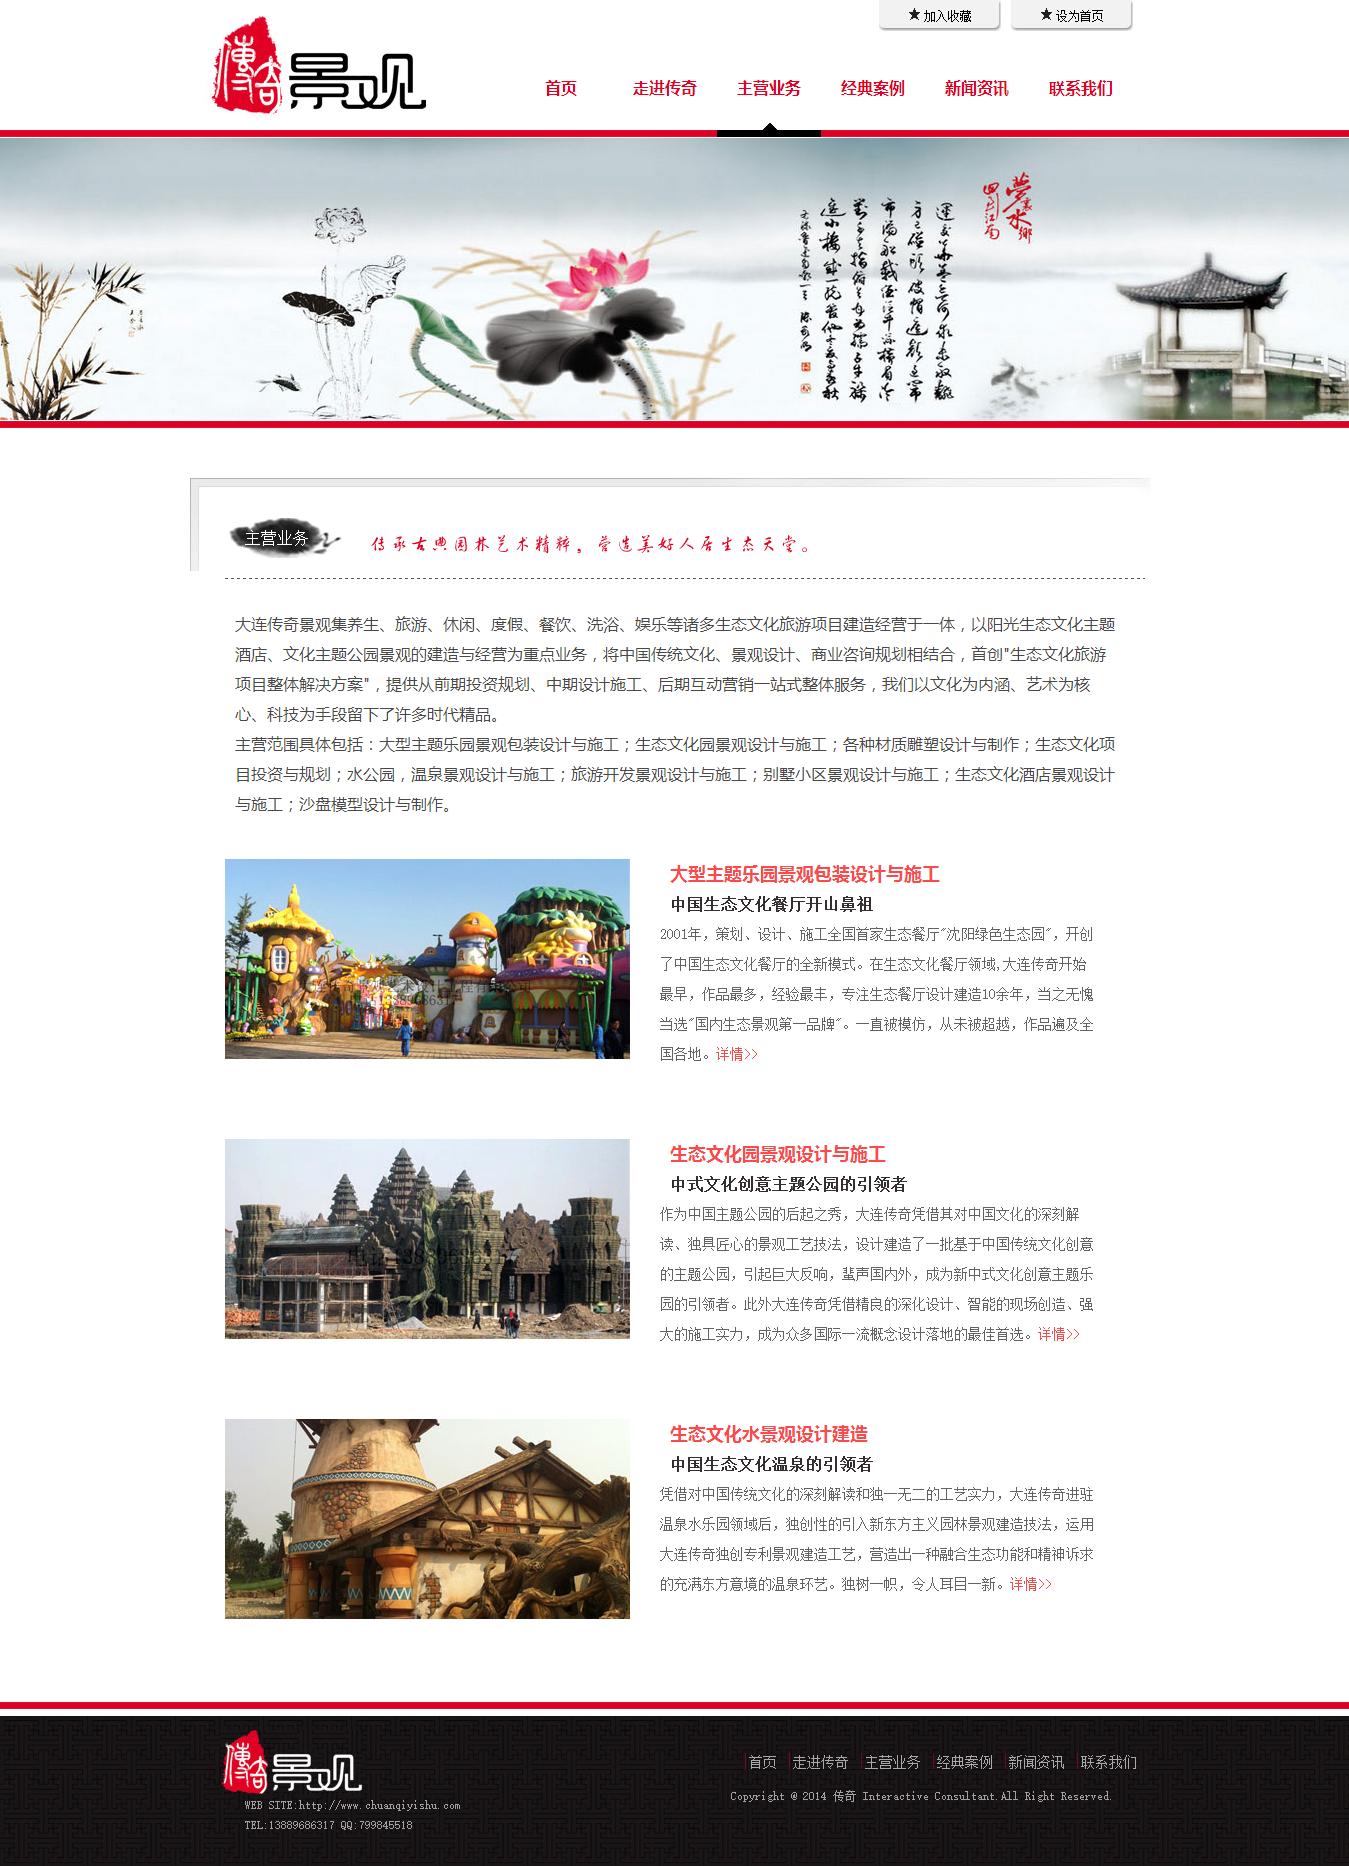 加入收藏
设为首页
傳奇景观
首页
走进传奇
主营业务
经典案例
新闻资讯
联系我们
主营业务
传承古典园林艺术精粹，营造美好人居生态天堂。
大连传奇景观集养生、旅游、休闲、度假、餐饮、洗浴、娱乐等诸多生态文化旅游项目建造经营于一体，以阳光生态文化主题
酒店、文化主题公园景观的建造与经营为重点业务，将中国传统文化、景观设计、商业咨询规划相结合，首创"生态文化旅游
项目整体解决方案"，提供从前期投资规划、中期设计施工、后期互动营销一站式整体服务，我们以文化为内涵、艺术为核
心、科技为手段留下了许多时代精品。
主营范围具体包括：大型主题乐园景观包装设计与施工；生态文化园景观设计与施工；各种材质雕塑设计与制作；生态文化项
目投资与规划；水公园，温泉景观设计与施工；旅游开发景观设计与施工；别墅小区景观设计与施工；生态文化酒店景观设计
与施工；沙盘模型设计与制作。
大型主题乐园景观包装设计与施工
中国生态文化餐厅开山鼻祖
2001年，策划、设计、施工全国首家生态餐厅"沈阳绿色生态园"，开创
了中国生态文化餐厅的全新模式。在生态文化餐厅领域,大连传奇开始
最早，作品最多，经验最丰，专注生态餐厅设计建造10余年，当之无愧
当选"国内生态景观第一品牌"。一直被模仿，从未被超越，作品遍及全
国各地。详情>>
生态文化园景观设计与施工
中式文化创意主题公园的引领者
作为中国主题公园的后起之秀，大连传奇凭借其对中国文化的深刻解
读、独具匠心的景观工艺技法，设计建造了一批基于中国传统文化创意
的主题公园，引起巨大反响，蜚声国内外，成为新中式文化创意主题乐
园的引领者。此外大连传奇凭借精良的深化设计、智能的现场创造、强
大的施工实力，成为众多国际一流概念设计落地的最佳首选。详情>>
生态文化水景观设计建造
中国生态文化温泉的引领者
凭借对中国传统文化的深刻解读和独一无二的工艺实力，大连传奇进驻
温泉水乐园领域后，独创性的引入新东方主义园林景观建造技法，运用
大连传奇独创专利景观建造工艺，营造出一种融合生态功能和精神诉求
的充满东方意境的温泉环艺。独树一帜，令人耳目一新。详情>>
傳奇景观
WEB SITE:http://www.chuanqiyishu.com
TEL:13889686317 QQ:799845518
首页 走进传奇 主营业务 经典案例 新闻资讯 联系我们
Copyright @ 2014 传奇 Interactive Consultant.All Right Reserved.